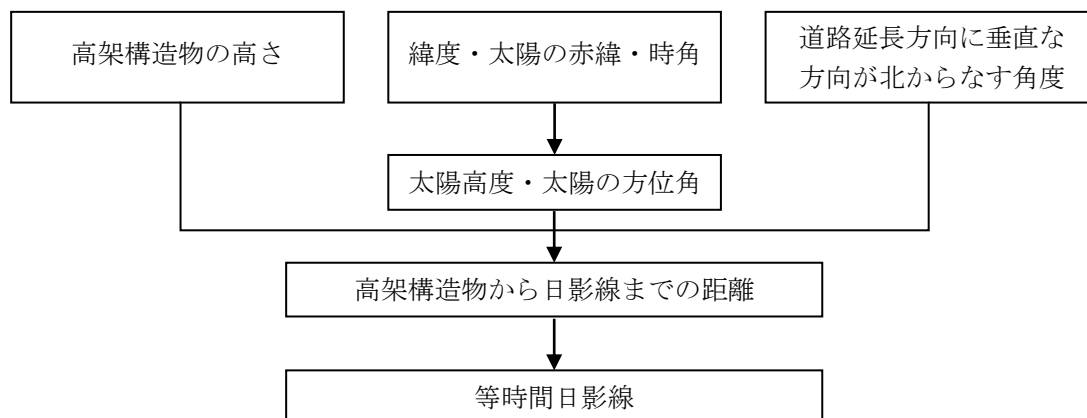 高架構造物の高さ
緯度・太陽の赤緯・時角
道路延長方向に垂直な
方向が北からなす角度
太陽高度・太陽の方位角
高架構造物から日影線までの距離
等時間日影線